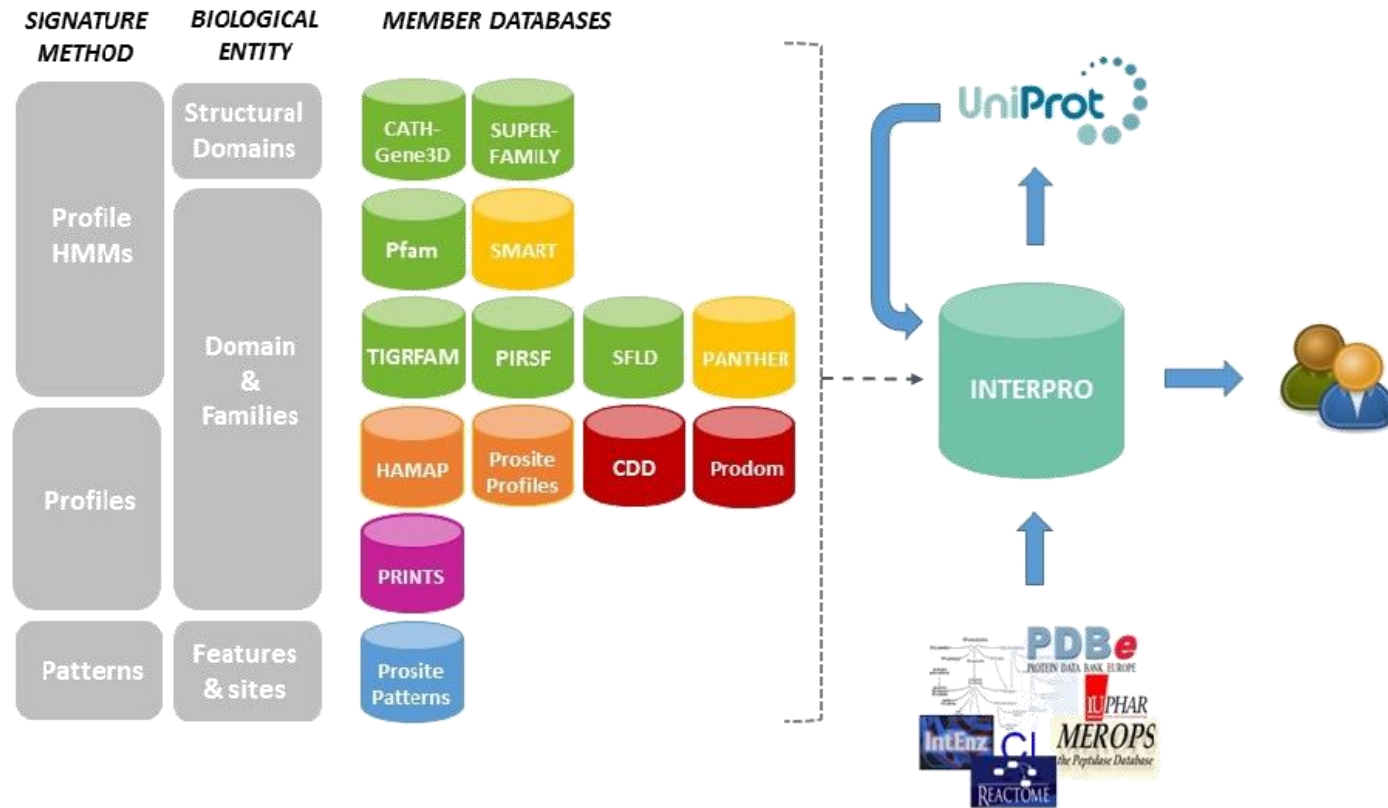 SIGNATURE
METHOD
BIOLOGICAL
ENTITY
MEMBER DATABASES
Profile
HMMs
Structural
Domains
CATH-
Gene3D
SUPER-
FAMILY
UniProt
Domain
&
Families
Pfam
SMART
TIGRFAM
PIRSF
SFLD
PANTHER
INTERPRO
Profiles
HAMAP
Prosite
Profiles
CDD
Prodom
PRINTS
Patterns
Features
& sites
Prosite
Patterns
PDBe
PROTEIN DATA BANK EUROPE
IUPHAR
IntEnz
CI
MEROPS
the Peptidase Database
REACTOME